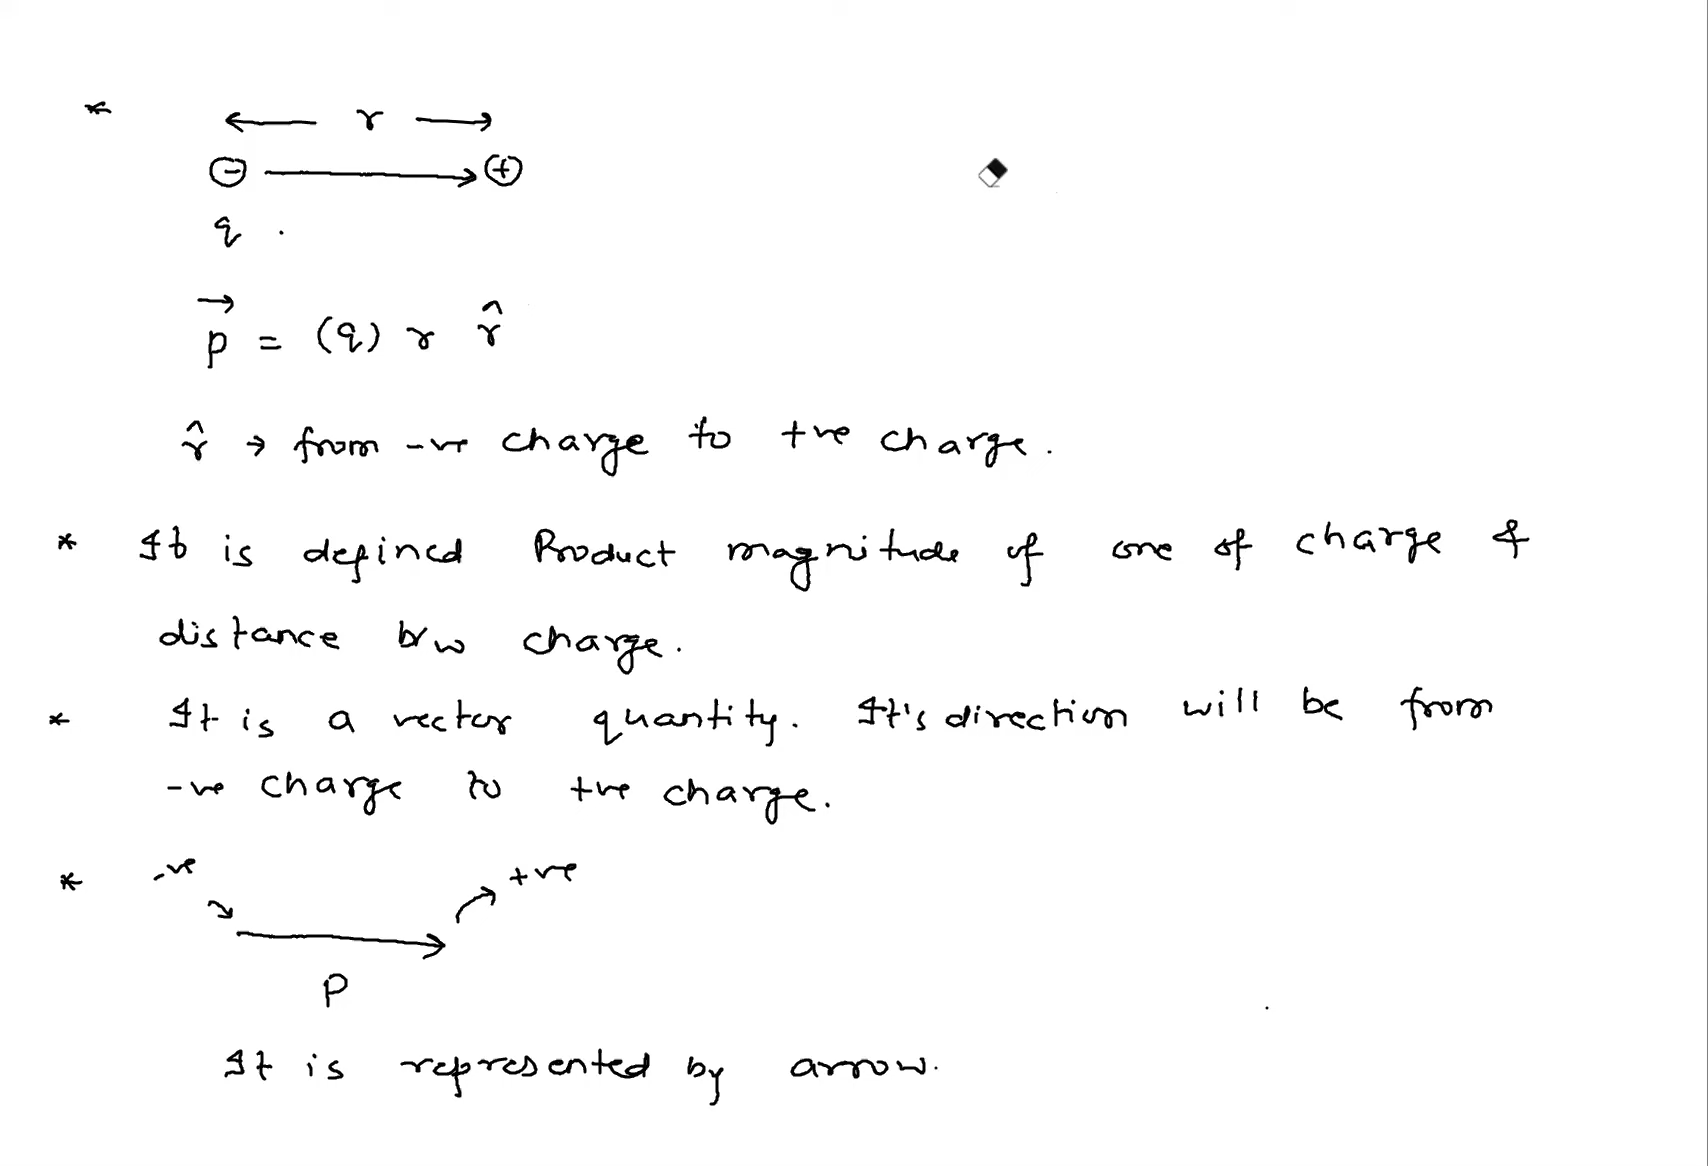 * ← r →
⊖ → ⊕
q .
→
p = (q) r r̂
r̂ → from -ve charge to +ve charge.
* It is defined Product magnitude of one of charge &
distance b/w charge.
* It is a vector quantity. It's direction will be from
-ve charge to +ve charge.
* -ve +ve
P
It is represented by arrow.